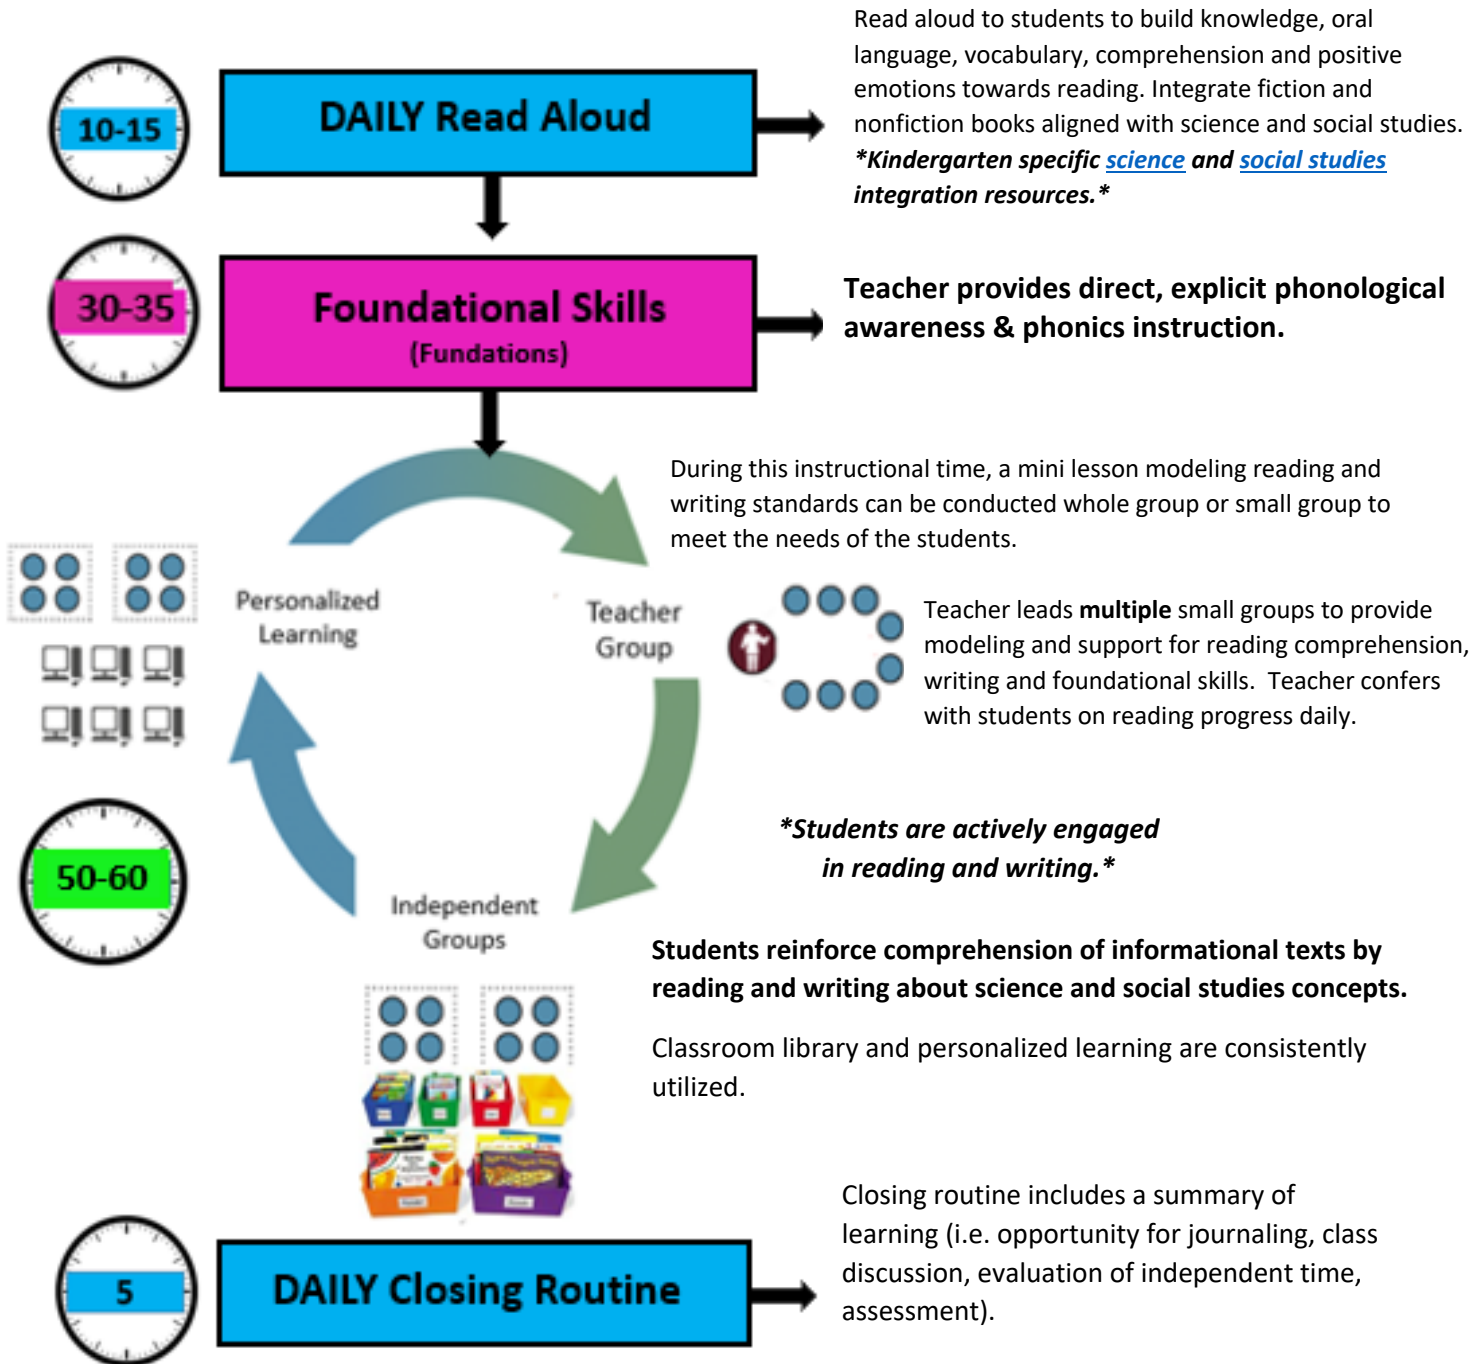 Read aloud to students to build knowledge, oral
language, vocabulary, comprehension and positive
emotions towards reading. Integrate fiction and
nonfiction books aligned with science and social studies.
*Kindergarten specific science and social studies
integration resources.*
10-15
DAILY Read Aloud
30-35
Foundational Skills
(Fundations)
Teacher provides direct, explicit phonological
awareness & phonics instruction.
During this instructional time, a mini lesson modeling reading and
writing standards can be conducted whole group or small group to
meet the needs of the students.
Personalized
Learning
Teacher
Group
Teacher leads multiple small groups to provide
modeling and support for reading comprehension,
writing and foundational skills.  Teacher confers
with students on reading progress daily.
50-60
*Students are actively engaged
in reading and writing.*
Independent
Groups
Students reinforce comprehension of informational texts by
reading and writing about science and social studies concepts.
Classroom library and personalized learning are consistently
utilized.
5
DAILY Closing Routine
Closing routine includes a summary of
learning (i.e. opportunity for journaling, class
discussion, evaluation of independent time,
assessment).